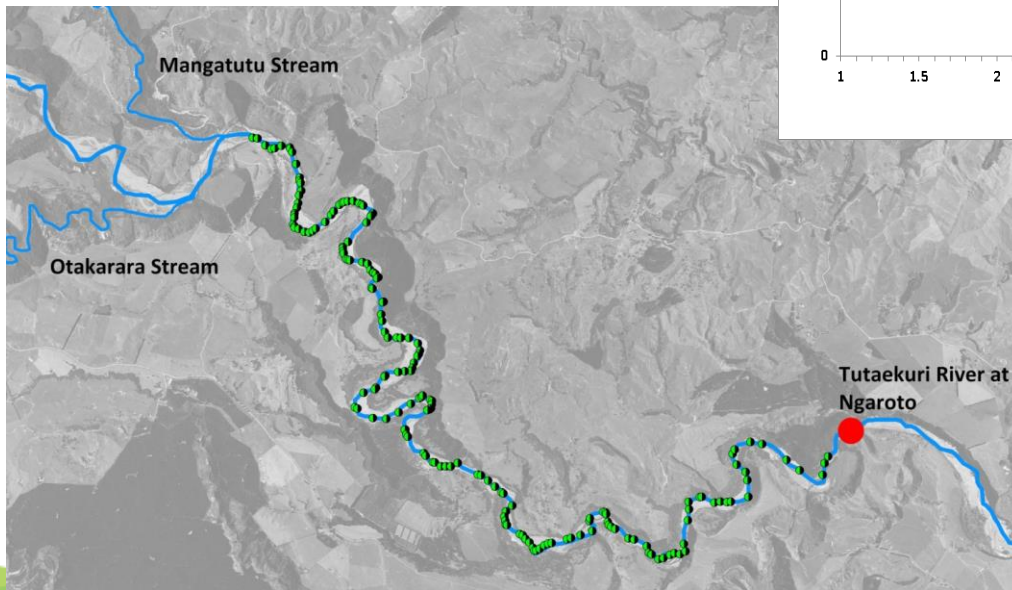 0
1 1.5 2
Mangatutu Stream
Otakarara Stream
Tutaekuri River at
Ngaroto